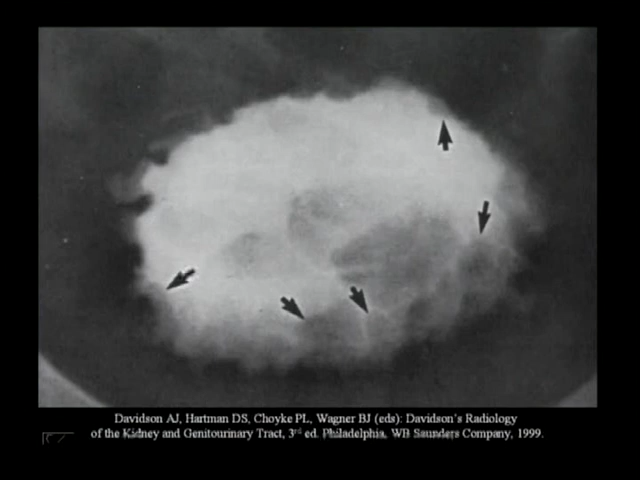 Davidson AJ, Hartman DS, Choyke PL, Wagner BJ (eds): Davidson's Radiology
of the Kidney and Genitourinary Tract, 3rd ed. Philadelphia, WB Saunders Company, 1999.